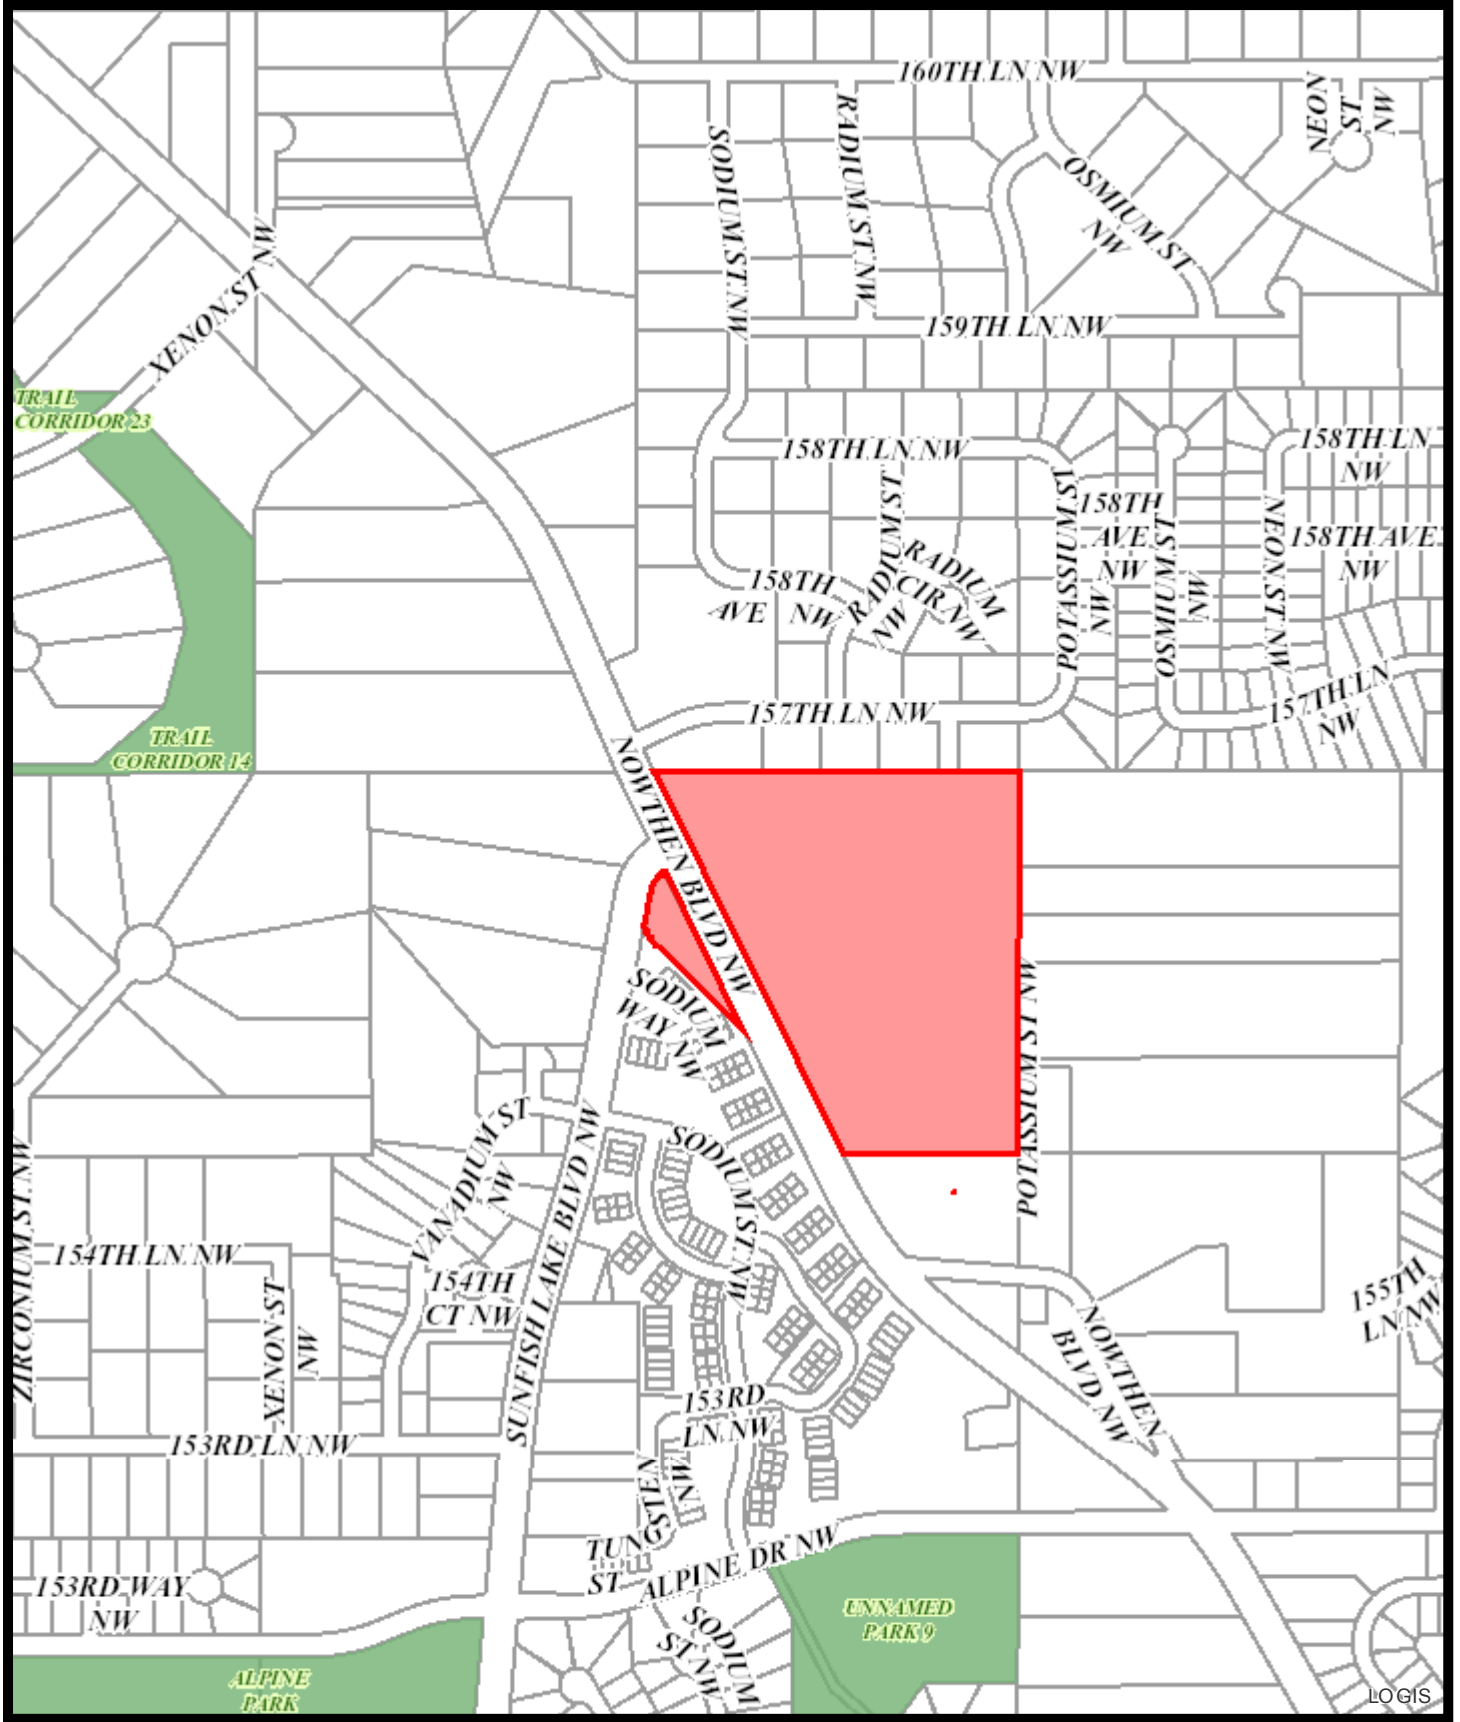 160TH LN NW
NEON
ST
NW
SODIUM ST NW
RADIUM ST NW
OSMIUM ST
NW
XENON ST
NW
159TH LN NW
TRAIL
CORRIDOR 23
158TH LN NW
158TH LN
NW
POTASSIUM ST
NW
158TH
AVE
NW
OSMIUM ST
NW
NEON ST NW
158TH AVE
NW
RADIUM ST
NW
RADIUM
CIR NW
158TH
AVE NW
157TH LN NW
157TH LN
NW
TRAIL
CORRIDOR 14
NOWTHEN BLVD NW
SODIUM
WAY NW
POTASSIUM ST NW
VANADIUM ST
NW
SODIUM ST NW
SUNFISH LAKE BLVD NW
ZIRCONIUM ST NW
154TH LN NW
154TH
CT NW
XENON ST
NW
155TH
LN NW
NOWTHEN
BLVD NW
153RD
LN NW
153RD LN NW
TUNG
STEN
ST
NW
ALPINE DR NW
153RD WAY
NW
SODIUM
ST NW
UNNAMED
PARK 9
ALPINE
PARK
LOGIS